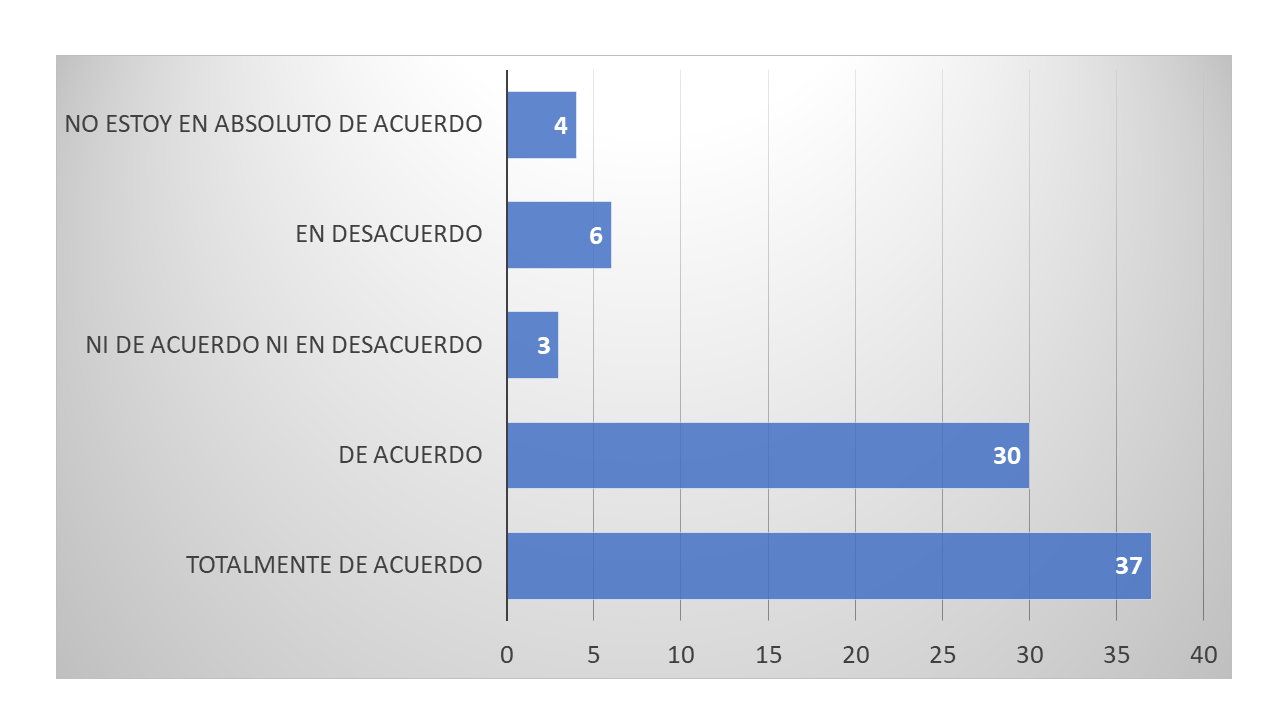 NO ESTOY EN ABSOLUTO DE ACUERDO
4
EN DESACUERDO
6
NI DE ACUERDO NI EN DESACUERDO
3
DE ACUERDO
30
TOTALMENTE DE ACUERDO
37
0 5 10 15 20 25 30 35 40